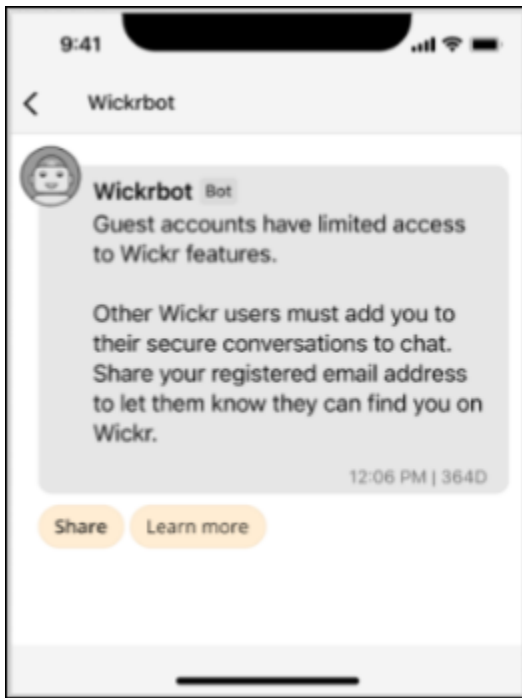 9:41
Wickrbot
Wickrbot Bot
Guest accounts have limited access
to Wickr features.
Other Wickr users must add you to
their secure conversations to chat.
Share your registered email address
to let them know they can find you on
Wickr.
12:06 PM | 364D
Share Learn more